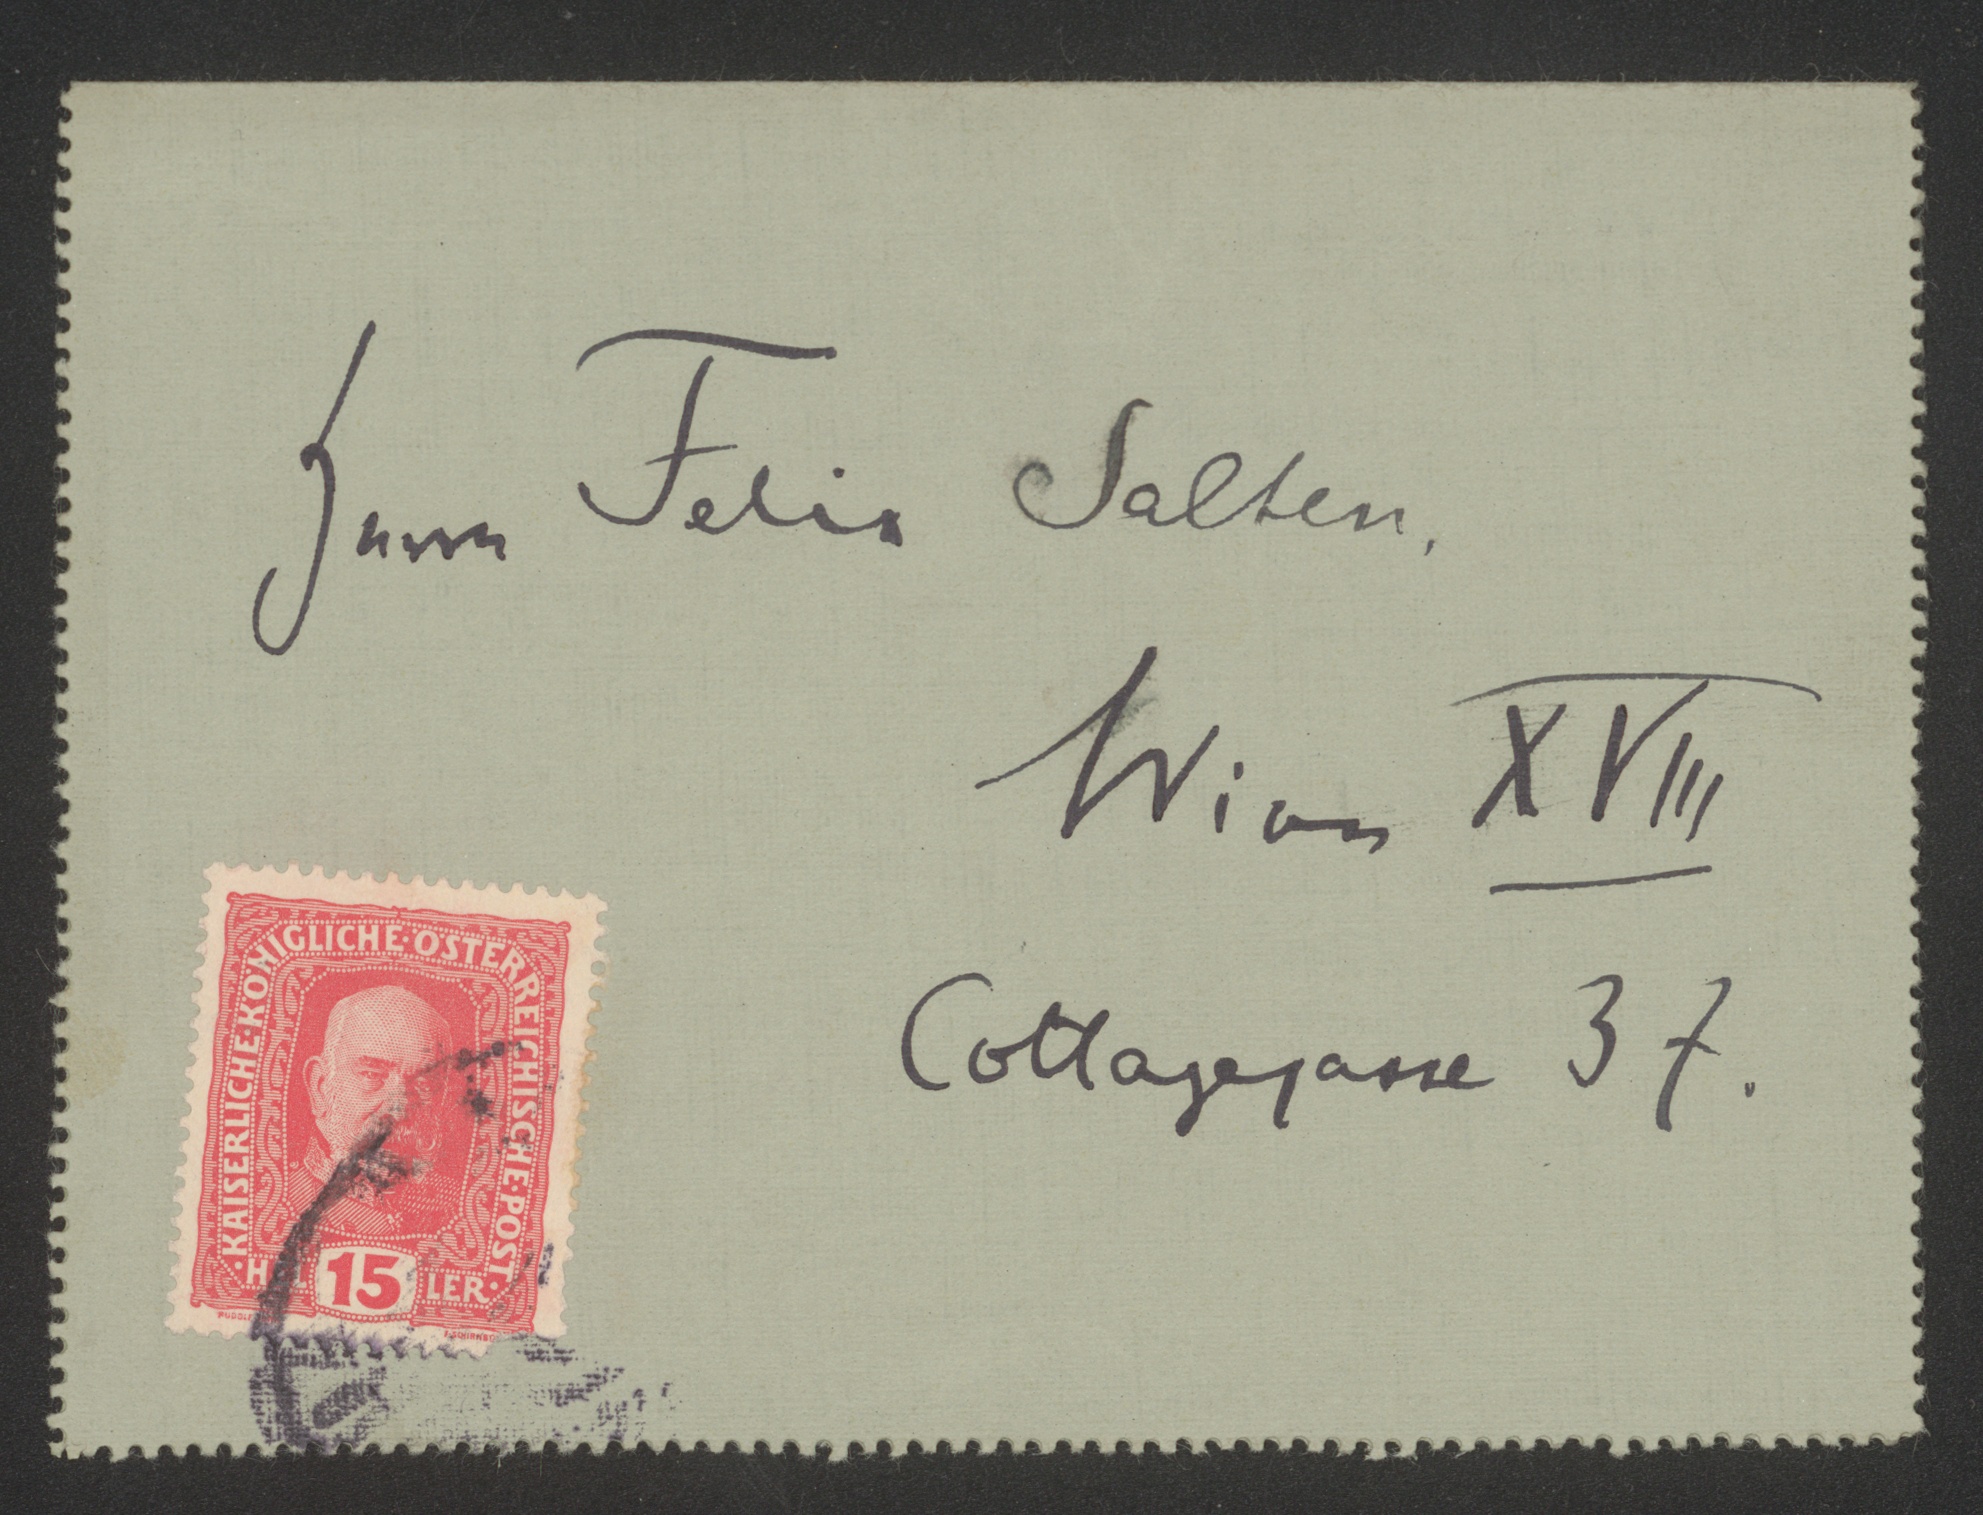 Herrn Felix Salten,
Wien XVIII
Cottagegasse 37.
·KAISERLICHE·KÖNIGLICHE·ÖSTERREICHISCHE·POST·
HELLER·
15